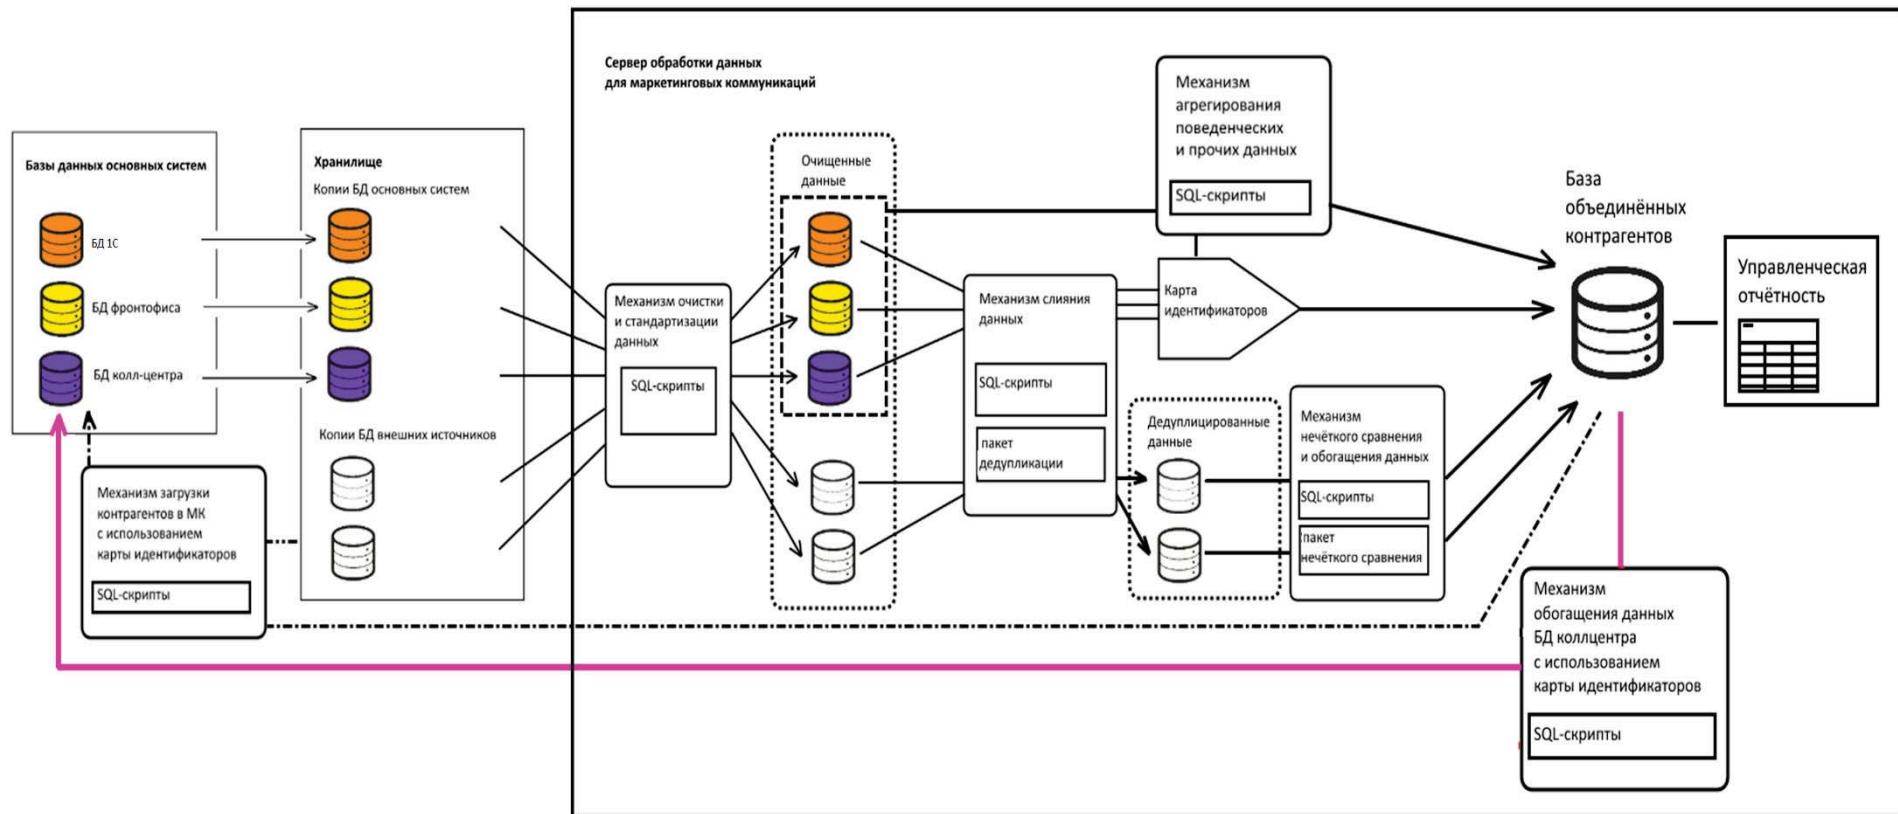 Сервер обработки данных
для маркетинговых коммуникаций
Базы данных основных систем
БД 1С
БД фронтофиса
БД колл-центра
Хранилище
Копии БД основных систем
Копии БД внешних источников
Механизм загрузки
контрагентов в МК
с использованием
карты идентификаторов
SQL-скрипты
Механизм очистки
и стандартизации
данных
SQL-скрипты
Очищенные
данные
Механизм слияния
данных
SQL-скрипты
пакет
дедупликации
Механизм
агрегирования
поведенческих
и прочих данных
SQL-скрипты
Карта
идентификаторов
Дедуплицированные
данные
Механизм
нечёткого сравнения
и обогащения данных
SQL-скрипты
пакет
нечёткого сравнения
База
объединённых
контрагентов
Управленческая
отчётность
Механизм
обогащения данных
БД коллцентра
с использованием
карты идентификаторов
SQL-скрипты